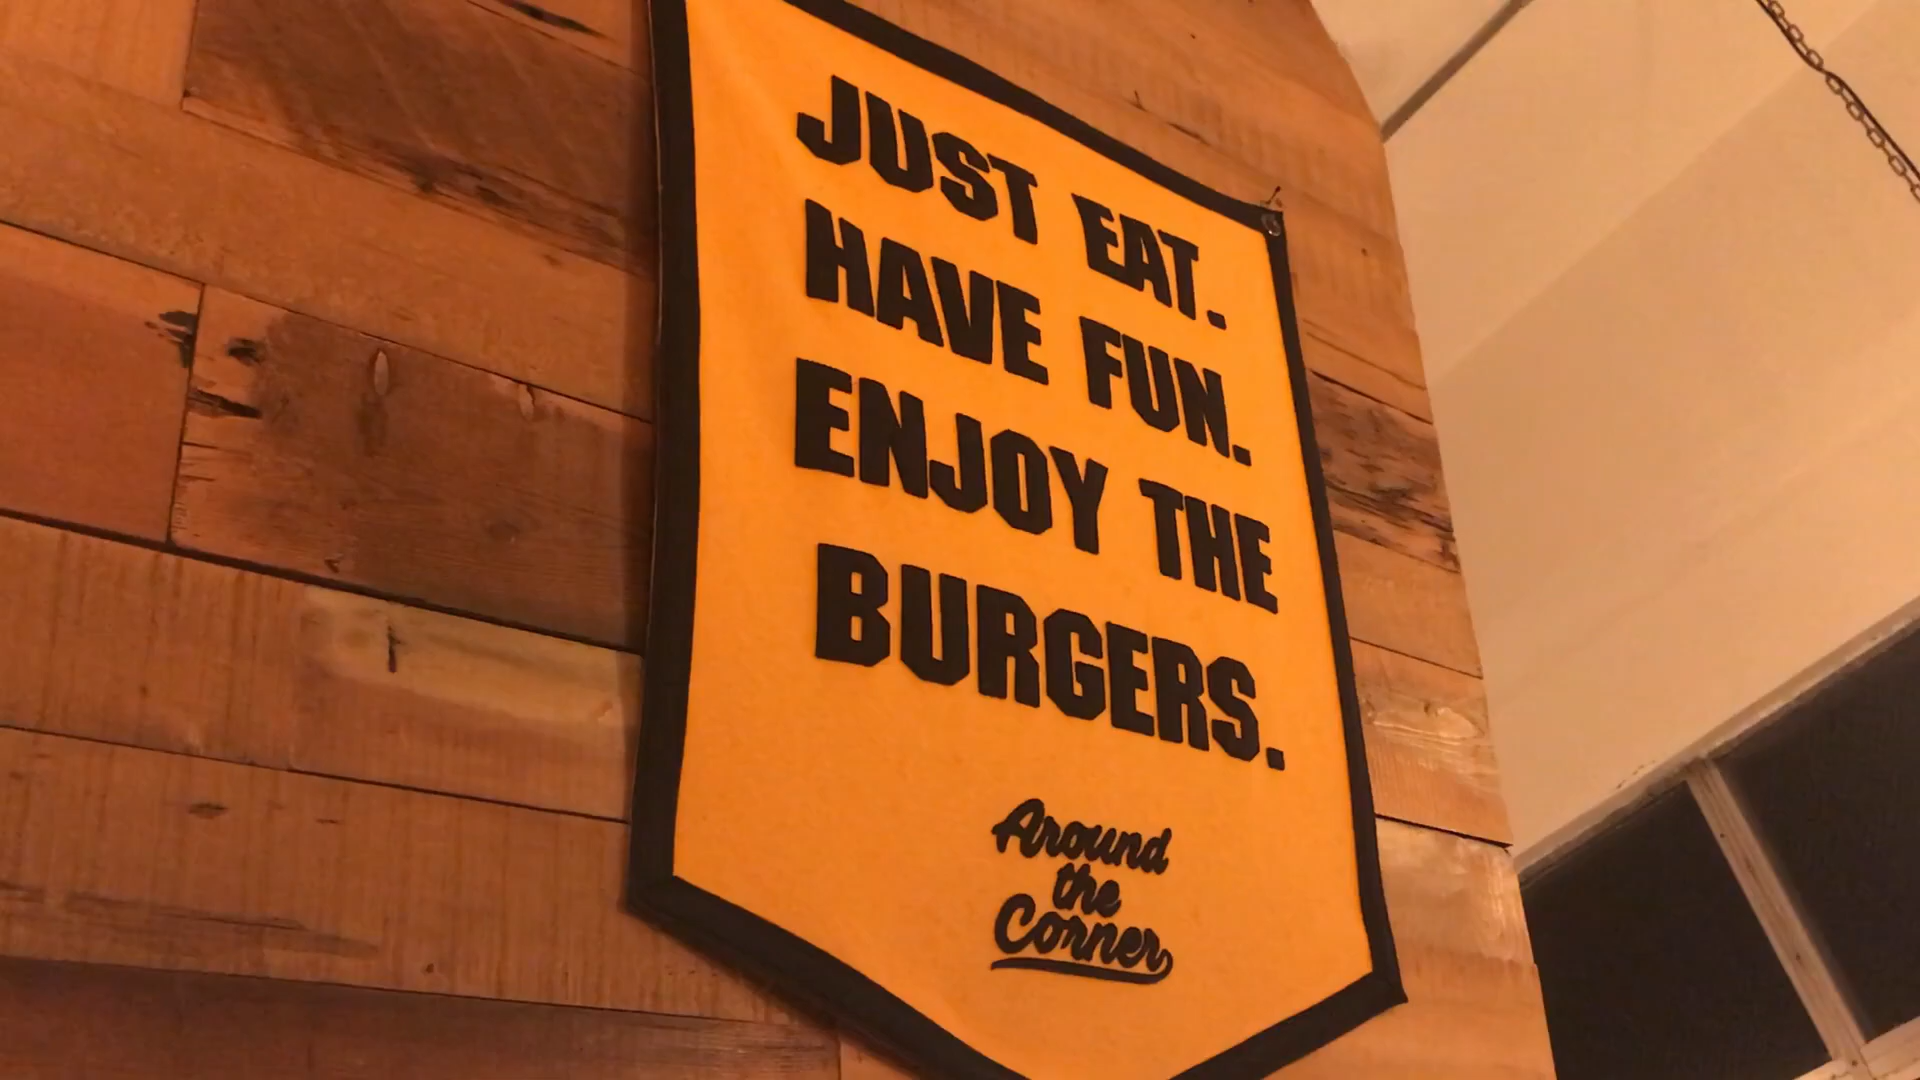 JUST EAT.
HAVE FUN.
ENJOY THE
BURGERS.
Around
the
Corner